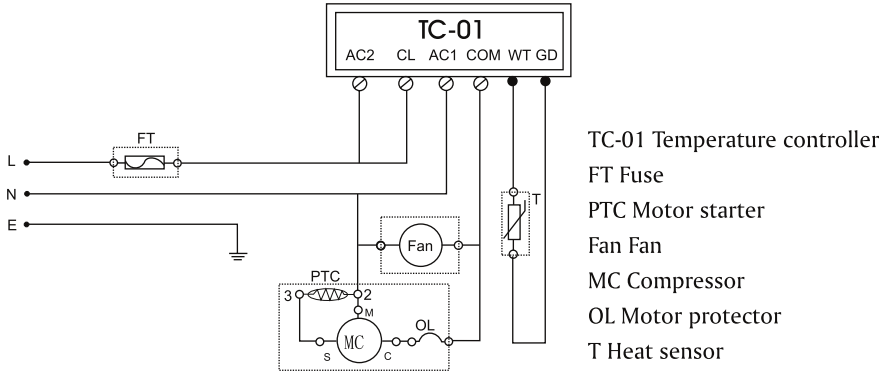 TC-01
AC2 CL AC1 COM WT GD
FT
L
N
E
T
Fan
PTC
3
2
M
MC
S
C
OL
TC-01 Temperature controller
FT Fuse
PTC Motor starter
Fan Fan
MC Compressor
OL Motor protector
T Heat sensor